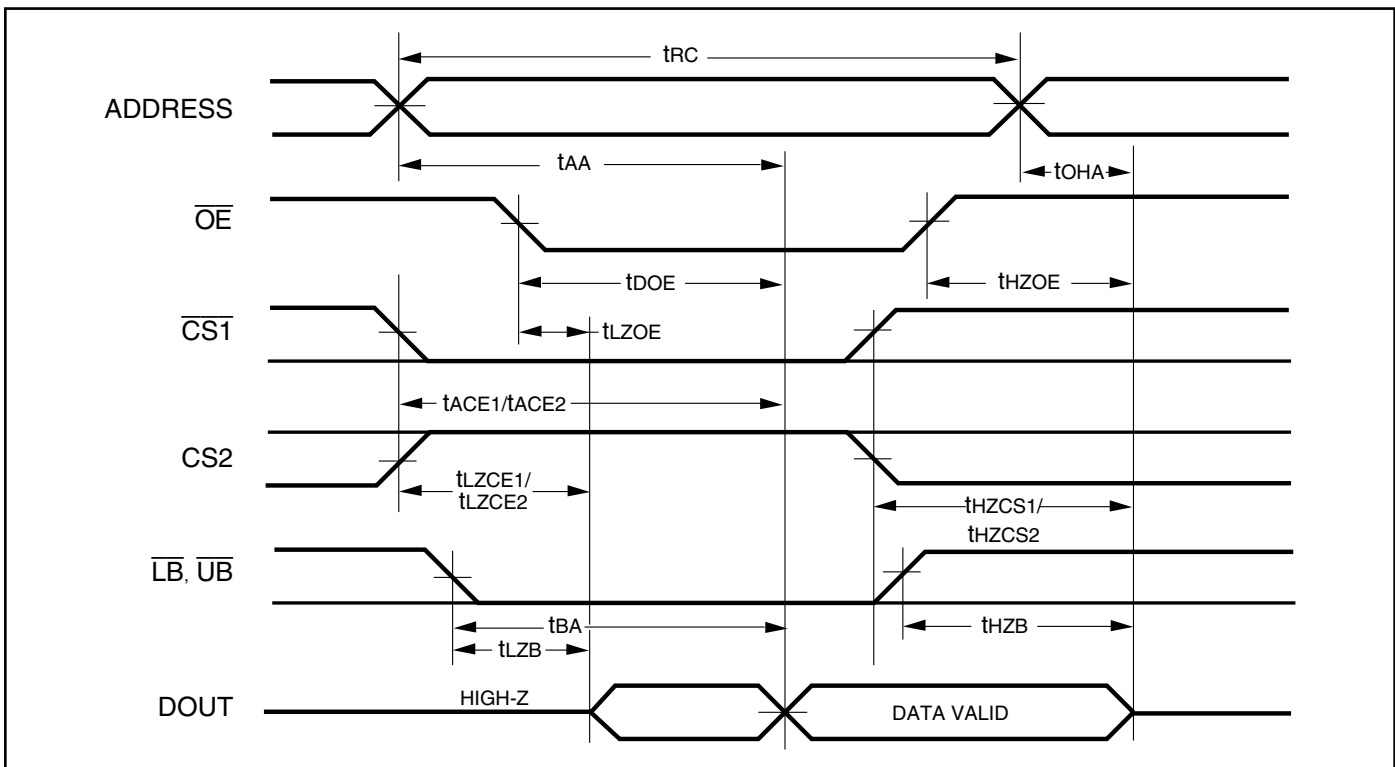 tRC
ADDRESS
tAA
tOHA
OE
tDOE
tHZOE
CS1
tLZOE
tACE1/tACE2
CS2
tLZCE1/
tLZCE2
tHZCS1/
tHZCS2
LB, UB
tBA
tHZB
tLZB
HIGH-Z
DOUT
DATA VALID